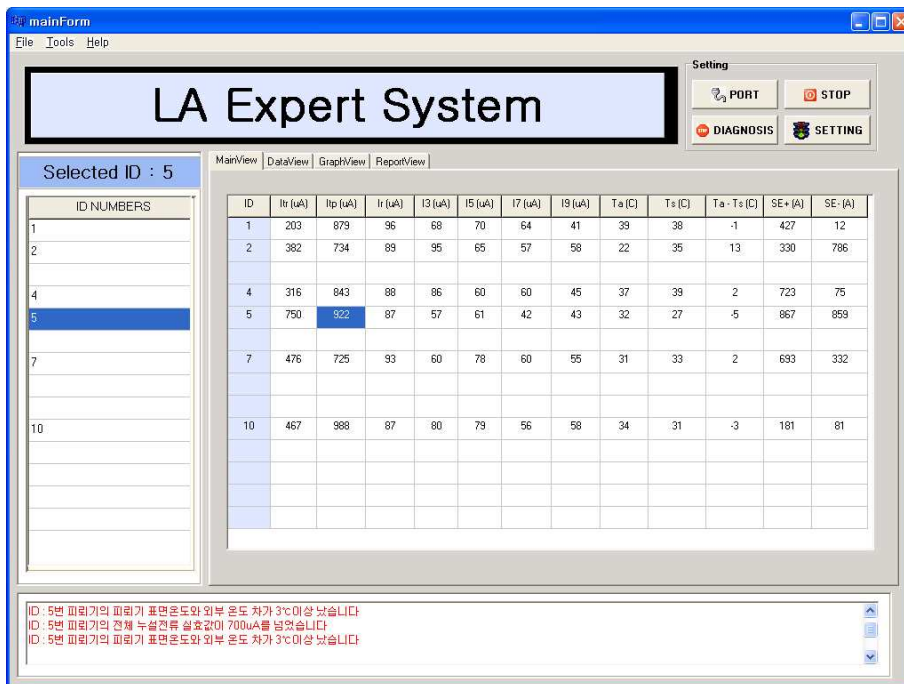 mainForm
File Tools Help
LA Expert System
Setting
PORT STOP
DIAGNOSIS SETTING
Selected ID : 5
MainView DataView GraphView ReportView
ID NUMBERS
1
2
4
5
7
10
ID Itr (uA) Itp (uA) Ir (uA) I3 (uA) I5 (uA) I7 (uA) I9 (uA) Ta (C) Ts (C) Ta - Ts (C) SE+ (A) SE- (A)
1 203 879 96 68 70 64 41 39 38 -1 427 12
2 382 734 89 95 65 57 58 22 35 13 330 786
4 316 843 88 86 60 60 45 37 39 2 723 75
5 750 922 87 57 61 42 43 32 27 -5 867 859
7 476 725 93 60 78 60 55 31 33 2 693 332
10 467 988 87 80 79 56 58 34 31 -3 181 81
ID : 5번 피뢰기의 피뢰기 표면온도와 외부 온도 차가 3℃이상 났습니다
ID : 5번 피뢰기의 전체 누설전류 실효값이 700uA를 넘었습니다
ID : 5번 피뢰기의 피뢰기 표면온도와 외부 온도 차가 3℃이상 났습니다